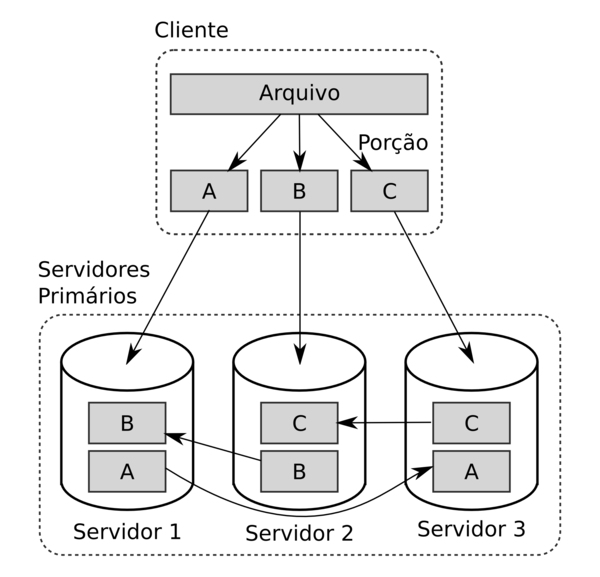 Cliente
Arquivo
Porção
A
B
C
Servidores
Primários
B
C
C
A
B
A
Servidor 1
Servidor 2
Servidor 3